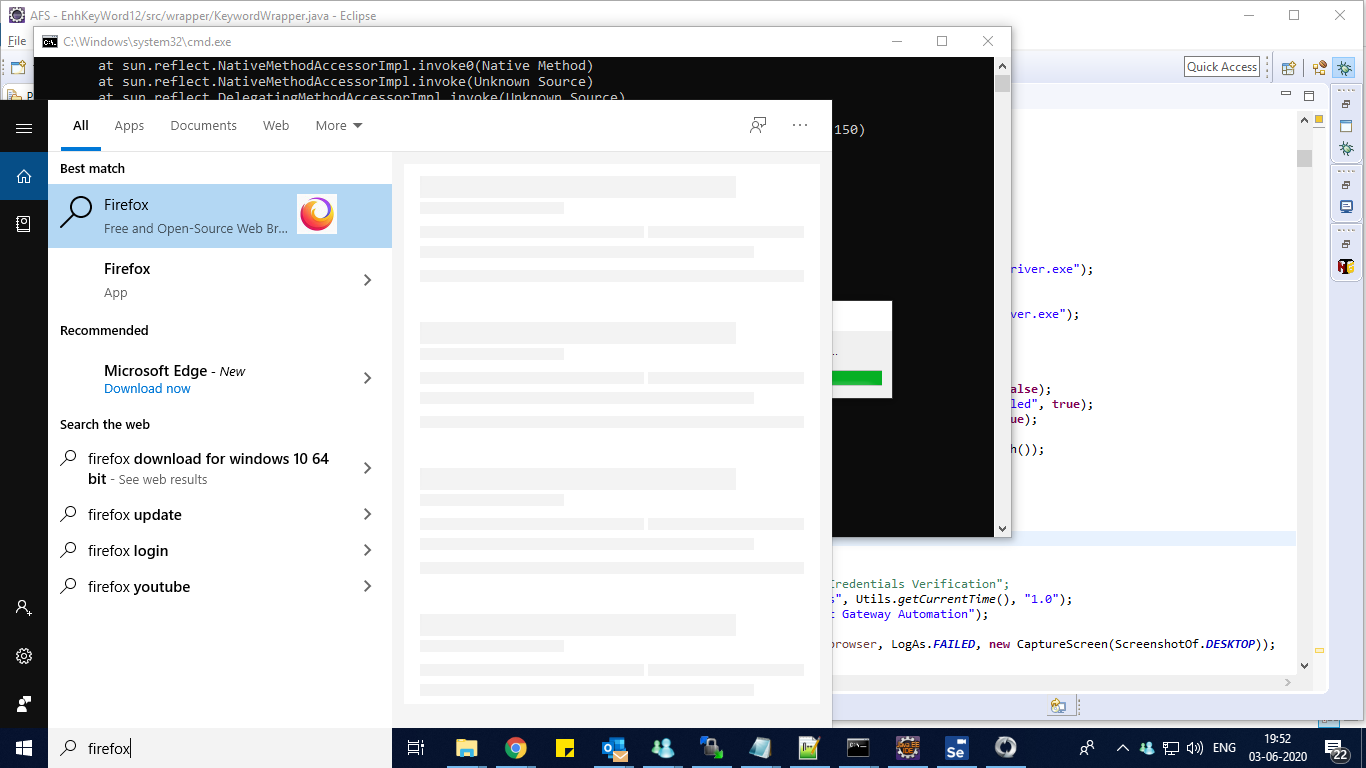 AFS - EnhKeyWord12/src/wrapper/KeywordWrapper.java - Eclipse
File
C:\Windows\system32\cmd.exe
at sun.reflect.NativeMethodAccessorImpl.invoke0(Native Method)
at sun.reflect.NativeMethodAccessorImpl.invoke(Unknown Source)
at sun.reflect.DelegatingMethodAccessorImpl.invoke(Unknown Source)
Quick Access
All Apps Documents Web More
150)
Best match
Firefox
Free and Open-Source Web Br...
Firefox
App
Recommended
Microsoft Edge - New
Download now
Search the web
firefox download for windows 10 64
bit - See web results
firefox update
firefox login
firefox youtube
river.exe");
ver.exe");
alse);
led", true);
ue);
h());
Credentials Verification";
s", Utils.getCurrentTime(), "1.0");
t Gateway Automation");
browser, LogAs.FAILED, new CaptureScreen(ScreenshotOf.DESKTOP));
firefox
Se
ENG
19:52
03-06-2020
22